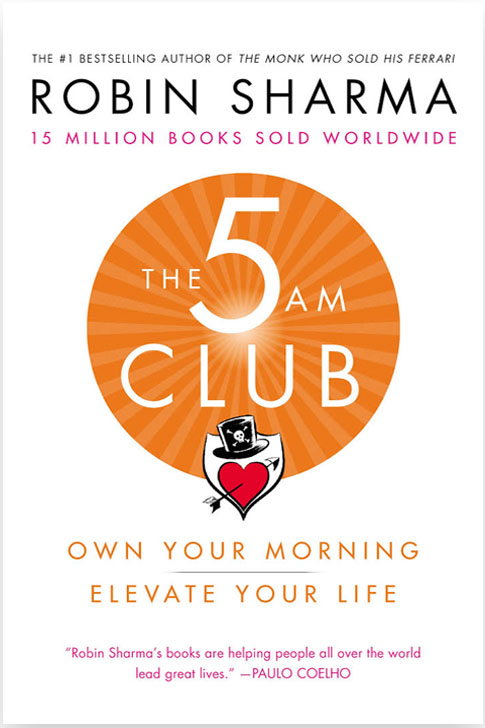 THE #1 BESTSELLING AUTHOR OF THE MONK WHO SOLD HIS FERRARI
ROBIN SHARMA
15 MILLION BOOKS SOLD WORLDWIDE
THE 5 AM
CLUB
OWN YOUR MORNING
ELEVATE YOUR LIFE
“Robin Sharma’s books are helping people all over the world
lead great lives.” —PAULO COELHO